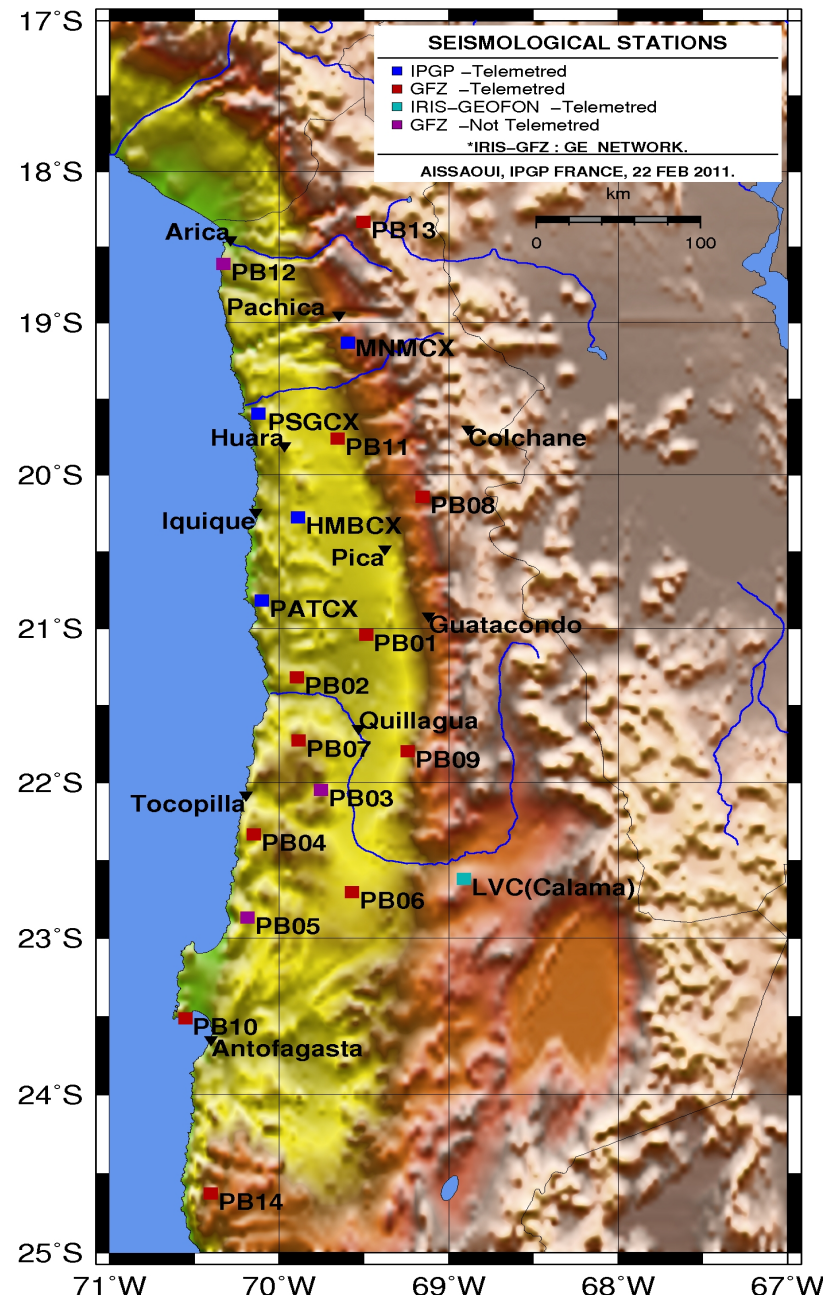 17°S
SEISMOLOGICAL STATIONS
IPGP –Telemetred
GFZ –Telemetred
IRIS–GEOFON –Telemetred
GFZ –Not Telemetred
*IRIS–GFZ : GE NETWORK.
AISSAOUI, IPGP FRANCE, 22 FEB 2011.
18°S
km
0 100
Arica
PB13
PB12
Pachica
19°S
MNMCX
PSGCX
Huara
PB11
Colchane
20°S
PB08
Iquique
HMBCX
Pica
PATCX
21°S
Guatacondo
PB01
PB02
Quillagua
PB07
PB09
22°S
PB03
Tocopilla
PB04
LVC(Calama)
PB06
PB05
23°S
PB10
Antofagasta
24°S
PB14
25°S
71°W 70°W 69°W 68°W 67°W